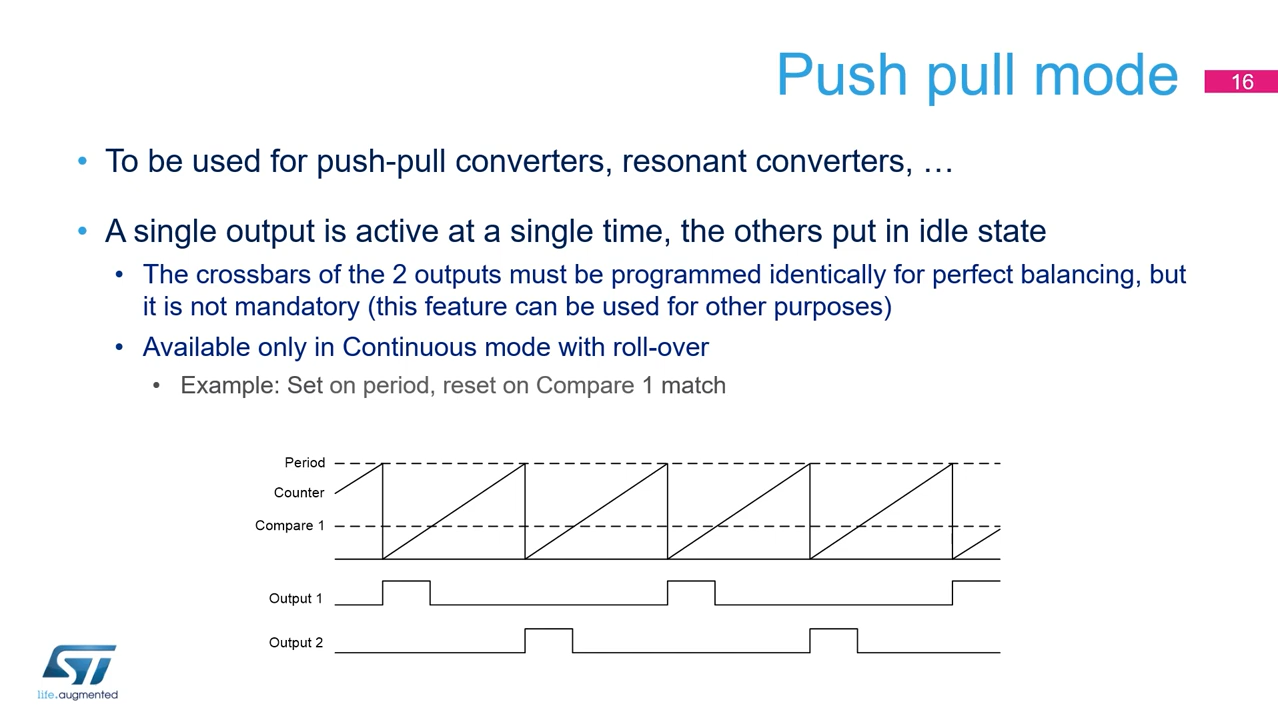 Push pull mode
16
• To be used for push-pull converters, resonant converters, …
• A single output is active at a single time, the others put in idle state
• The crossbars of the 2 outputs must be programmed identically for perfect balancing, but
it is not mandatory (this feature can be used for other purposes)
• Available only in Continuous mode with roll-over
• Example: Set on period, reset on Compare 1 match
Period
Counter
Compare 1
Output 1
Output 2
ST
life.augmented